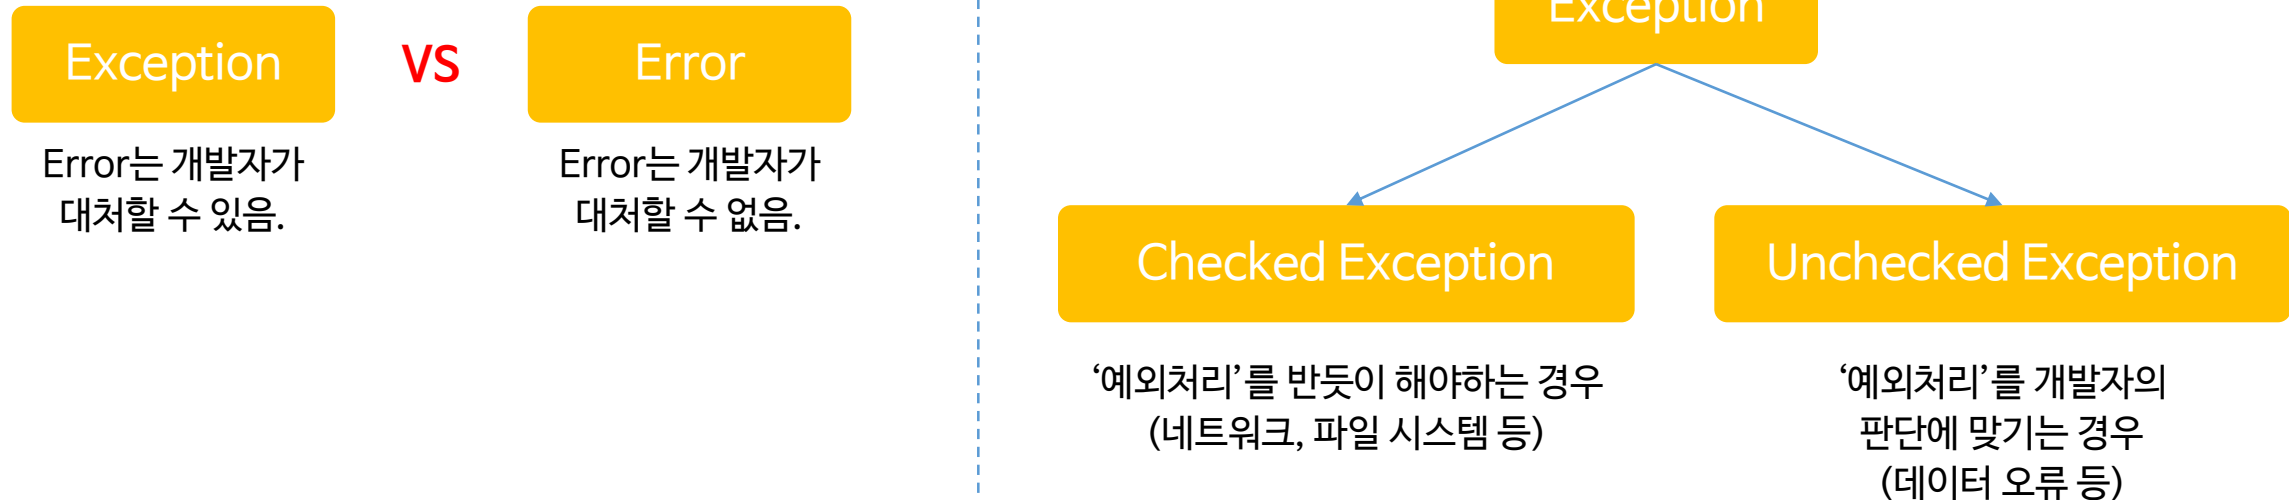 Exception
VS
Error
Error는 개발자가
대처할 수 있음.
Error는 개발자가
대처할 수 없음.
Exception
Checked Exception
Unchecked Exception
‘예외처리’를 반듯이 해야하는 경우
(네트워크, 파일 시스템 등)
‘예외처리’를 개발자의
판단에 맞기는 경우
(데이터 오류 등)